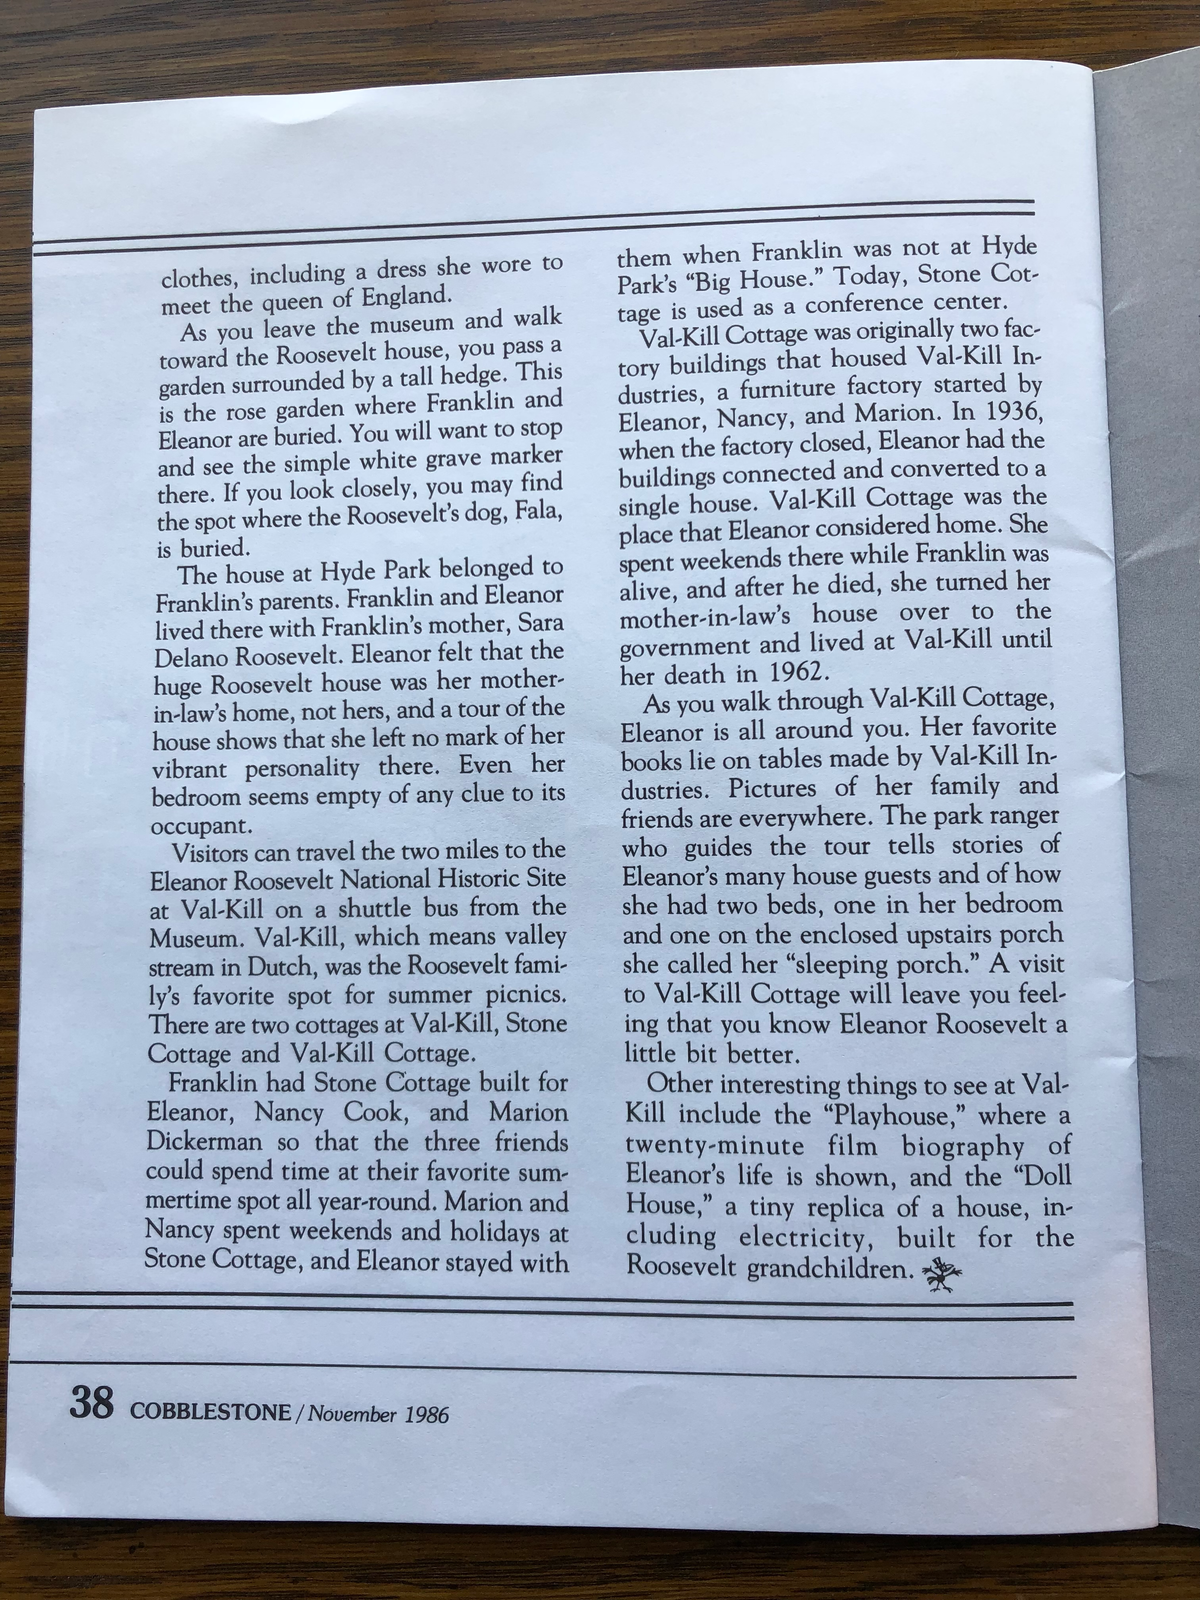 clothes, including a dress she wore to
meet the queen of England.
As you leave the museum and walk
toward the Roosevelt house, you pass a
garden surrounded by a tall hedge. This
is the rose garden where Franklin and
Eleanor are buried. You will want to stop
and see the simple white grave marker
there. If you look closely, you may find
the spot where the Roosevelt's dog, Fala,
is buried.
The house at Hyde Park belonged to
Franklin's parents. Franklin and Eleanor
lived there with Franklin's mother, Sara
Delano Roosevelt. Eleanor felt that the
huge Roosevelt house was her mother-
in-law's home, not hers, and a tour of the
house shows that she left no mark of her
vibrant personality there. Even her
bedroom seems empty of any clue to its
occupant.
Visitors can travel the two miles to the
Eleanor Roosevelt National Historic Site
at Val-Kill on a shuttle bus from the
Museum. Val-Kill, which means valley
stream in Dutch, was the Roosevelt fami-
ly's favorite spot for summer picnics.
There are two cottages at Val-Kill, Stone
Cottage and Val-Kill Cottage.
Franklin had Stone Cottage built for
Eleanor, Nancy Cook, and Marion
Dickerman so that the three friends
could spend time at their favorite sum-
mertime spot all year-round. Marion and
Nancy spent weekends and holidays at
Stone Cottage, and Eleanor stayed with
them when Franklin was not at Hyde
Park's “Big House.” Today, Stone Cot-
tage is used as a conference center.
Val-Kill Cottage was originally two fac-
tory buildings that housed Val-Kill In-
dustries, a furniture factory started by
Eleanor, Nancy, and Marion. In 1936,
when the factory closed, Eleanor had the
buildings connected and converted to a
single house. Val-Kill Cottage was the
place that Eleanor considered home. She
spent weekends there while Franklin was
alive, and after he died, she turned her
mother-in-law's house over to the
government and lived at Val-Kill until
her death in 1962.
As you walk through Val-Kill Cottage,
Eleanor is all around you. Her favorite
books lie on tables made by Val-Kill In-
dustries. Pictures of her family and
friends are everywhere. The park ranger
who guides the tour tells stories of
Eleanor's many house guests and of how
she had two beds, one in her bedroom
and one on the enclosed upstairs porch
she called her “sleeping porch.” A visit
to Val-Kill Cottage will leave you feel-
ing that you know Eleanor Roosevelt a
little bit better.
Other interesting things to see at Val-
Kill include the “Playhouse,” where a
twenty-minute film biography of
Eleanor's life is shown, and the “Doll
House,” a tiny replica of a house, in-
cluding electricity, built for the
Roosevelt grandchildren.
38 COBBLESTONE / November 1986